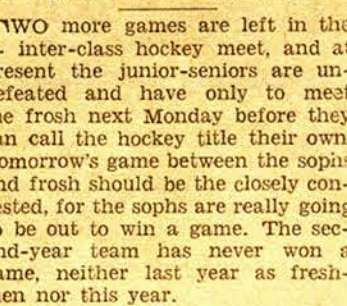 TWO more games are left in the
inter-class hockey meet, and at
resent the junior-seniors are un-
efeated and have only to meet
he frosh next Monday before they
an call the hockey title their own
omorrow's game between the sophs
nd frosh should be the closely con-
ested, for the sophs are really going
o be out to win a game. The sec-
nd-year team has never won a
ame, neither last year as fresh-
en nor this year.